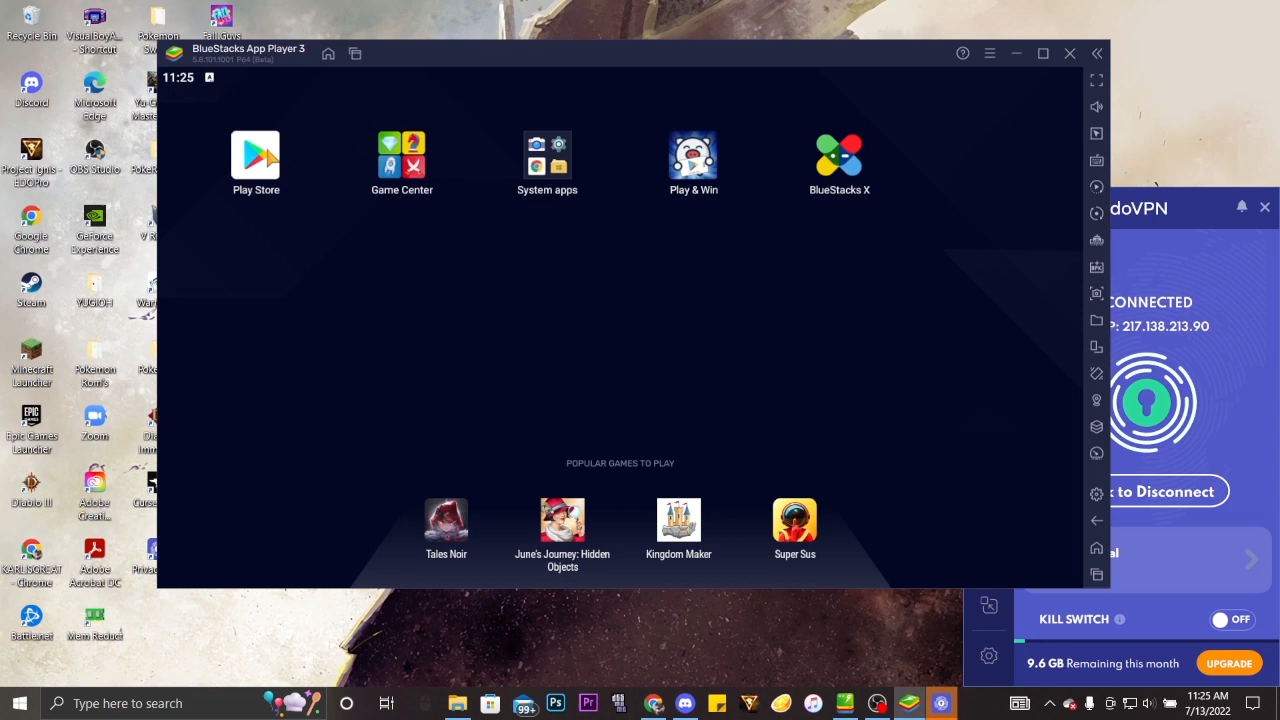 Recycle Bin
VisualBoyA... - Shortcut
Pokemon
Fall Guys
BlueStacks App Player 3
5.8.101.1001 P64 (Beta)
11:25
Discord
Microsoft
Edge
Play Store
Game Center
System apps
Play & Win
BlueStacks X
Project Ignis -
EDOPro
OBS Studio
Google
Chrome
GeForce
Experience
doVPN
Steam
YUGIOH
CONNECTED
P: 217.138.213.90
Minecraft
Launcher
Pokemon
Rom's
Epic Games
Launcher
Zoom
POPULAR GAMES TO PLAY
k to Disconnect
Diablo III
Adobe
Creati...
Tales Noir
June's Journey: Hidden
Objects
Kingdom Maker
Super Sus
al
KARLISGREAT
- Chrome
Adobe
Acrobat DC
Battle.net
Mem Reduct
KILL SWITCH
OFF
9.6 GB Remaining this month
UPGRADE
Type here to search
99+
Ps
Pr
11:25 AM
7/13/2022